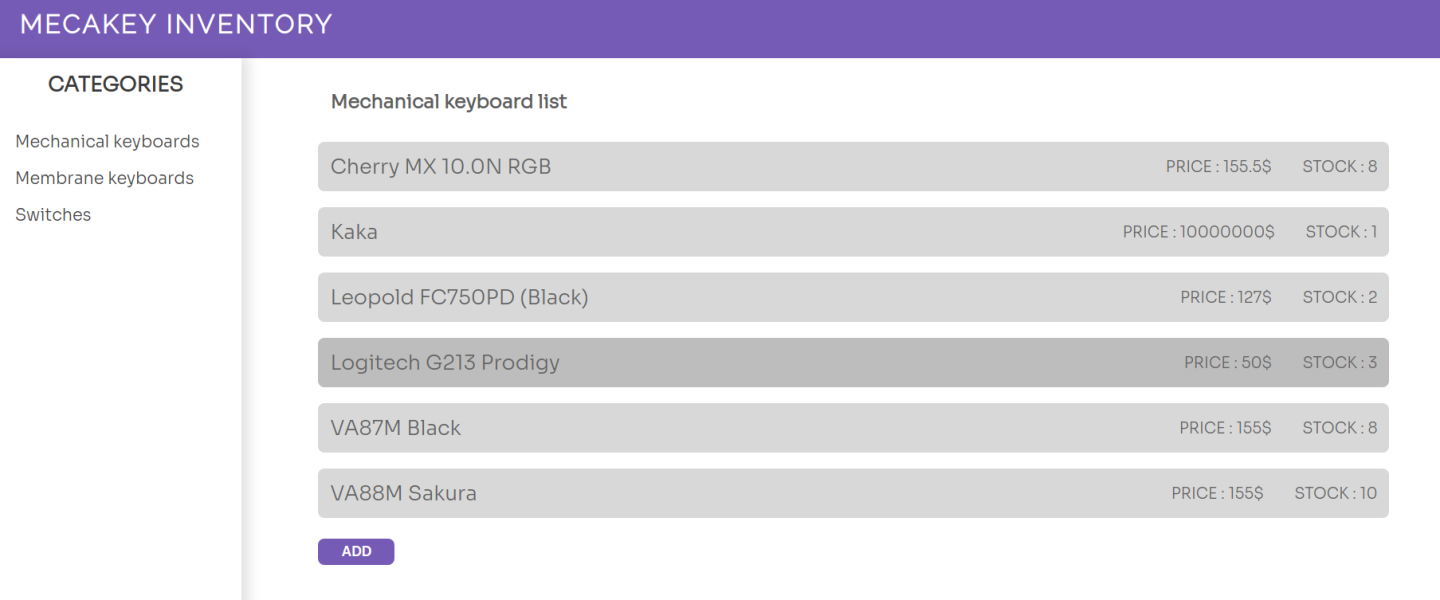 MECAKEY INVENTORY
CATEGORIES
Mechanical keyboards
Membrane keyboards
Switches
Mechanical keyboard list
Cherry MX 10.0N RGB PRICE : 155.5$ STOCK : 8
Kaka PRICE : 10000000$ STOCK : 1
Leopold FC750PD (Black) PRICE : 127$ STOCK : 2
Logitech G213 Prodigy PRICE : 50$ STOCK : 3
VA87M Black PRICE : 155$ STOCK : 8
VA88M Sakura PRICE : 155$ STOCK : 10
ADD